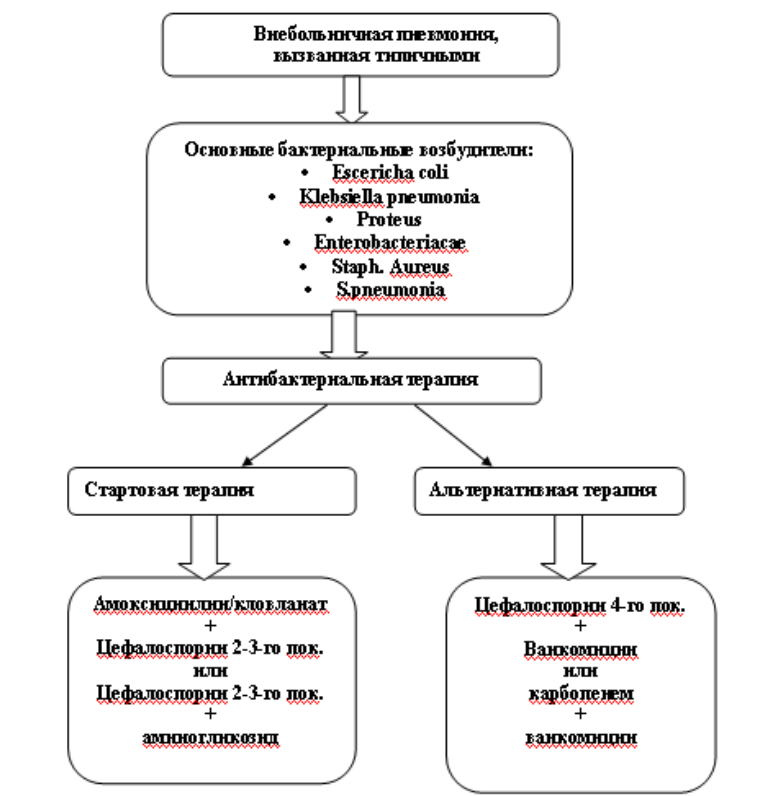 Внебольничная пневмония,
вызванная типичными
Основные бактериальные возбудители:
• Escericha coli
• Klebsiella pneumonia
• Proteus
• Enterobacteriacae
• Staph. Aureus
• S.pneumonia
Антибактериальная терапия
Стартовая терапия
Альтернативная терапия
Амоксициилин/кловланат
+
Цефалоспорин 2-3-го пок.
или
Цефалоспорин 2-3-го пок.
+
аминогликозид
Цефалоспорин 4-го пок.
+
Ванкомицин
или
карбопенем
+
ванкомицин